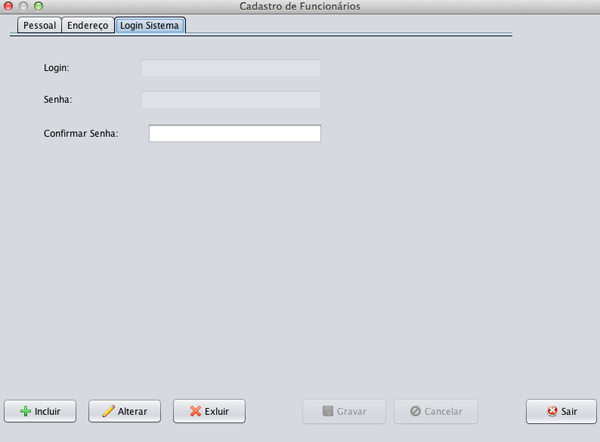 Cadastro de Funcionários
Pessoal Endereço Login Sistema
Login:
Senha:
Confirmar Senha:
Incluir Alterar Exluir Gravar Cancelar Sair